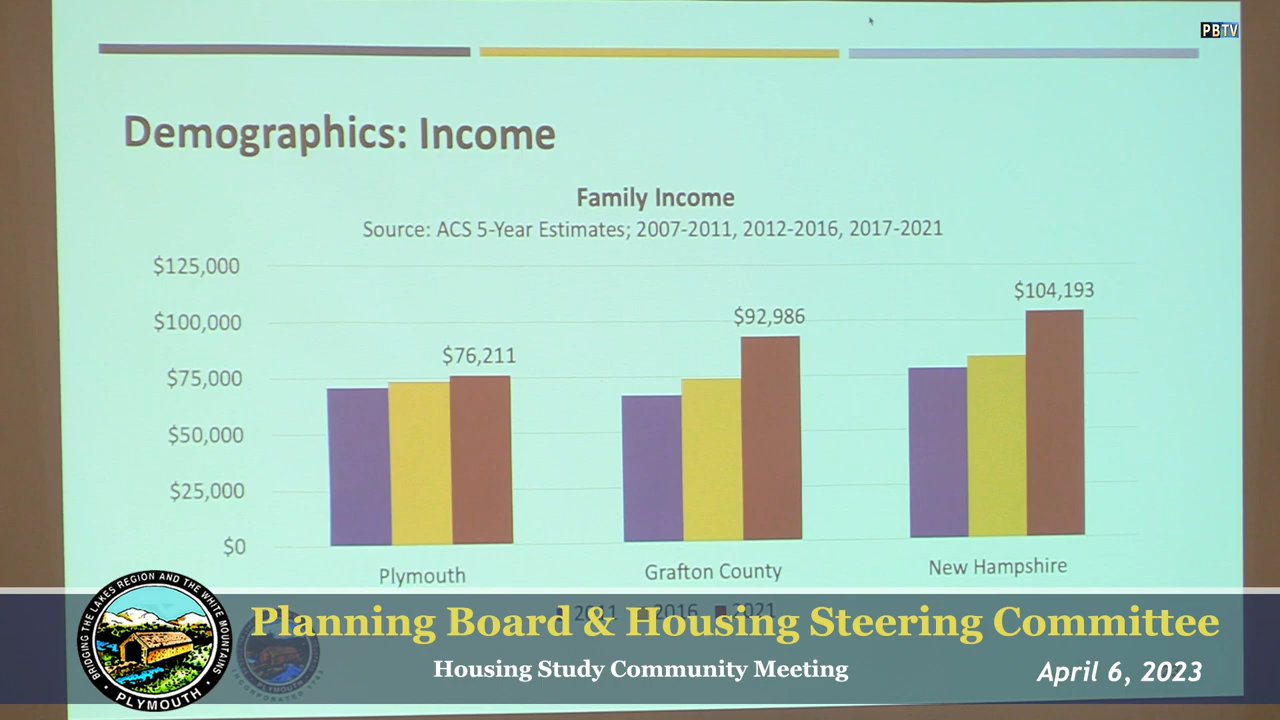 PBTV
Demographics: Income
Family Income
Source: ACS 5-Year Estimates; 2007-2011, 2012-2016, 2017-2021
$125,000
$100,000
$75,000
$50,000
$25,000
$0
$76,211
$92,986
$104,193
Plymouth
Grafton County
New Hampshire
2011 2016 2021
BRIDGING THE LAKES REGION AND THE WHITE MOUNTAINS
PLYMOUTH
Planning Board & Housing Steering Committee
Housing Study Community Meeting
April 6, 2023